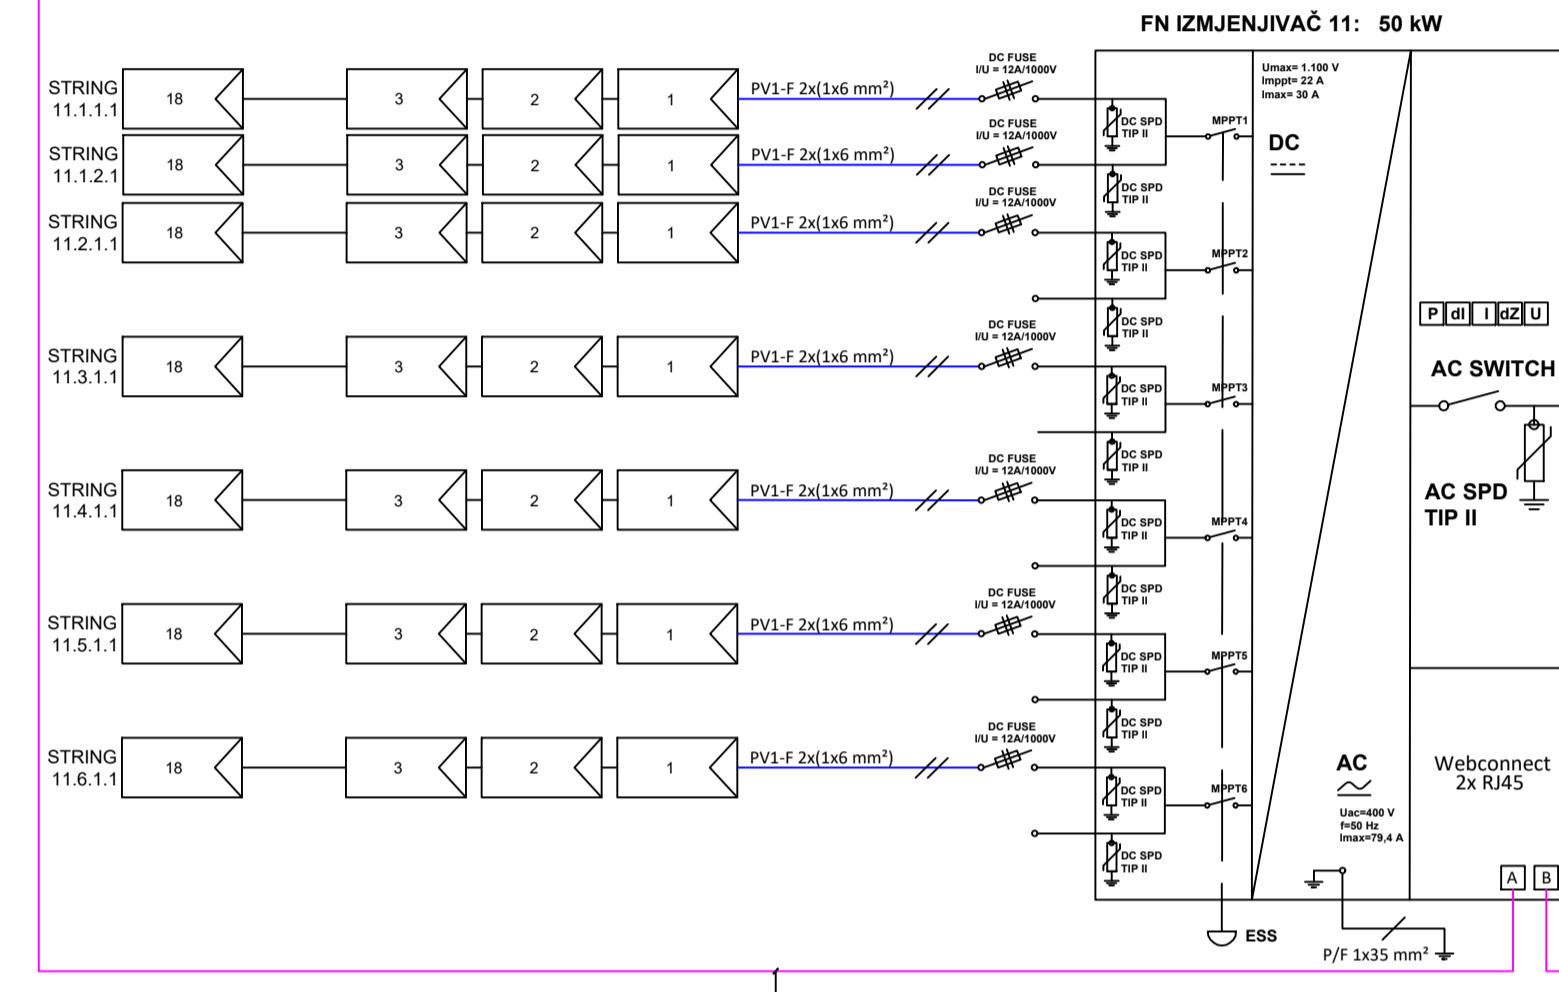 FN IZMJENJIVAČ 11: 50 kW
STRING
11.1.1.1
18 3 2 1
PV1-F 2x(1x6 mm²)
DC FUSE
I/U = 12A/1000V
DC SPD
TIP II
MPPT1
STRING
11.1.2.1
18 3 2 1
PV1-F 2x(1x6 mm²)
DC FUSE
I/U = 12A/1000V
DC SPD
TIP II
STRING
11.2.1.1
18 3 2 1
PV1-F 2x(1x6 mm²)
DC FUSE
I/U = 12A/1000V
DC SPD
TIP II
MPPT2
DC SPD
TIP II
STRING
11.3.1.1
18 3 2 1
PV1-F 2x(1x6 mm²)
DC FUSE
I/U = 12A/1000V
DC SPD
TIP II
MPPT3
DC SPD
TIP II
STRING
11.4.1.1
18 3 2 1
PV1-F 2x(1x6 mm²)
DC FUSE
I/U = 12A/1000V
DC SPD
TIP II
MPPT4
DC SPD
TIP II
STRING
11.5.1.1
18 3 2 1
PV1-F 2x(1x6 mm²)
DC FUSE
I/U = 12A/1000V
DC SPD
TIP II
MPPT5
DC SPD
TIP II
STRING
11.6.1.1
18 3 2 1
PV1-F 2x(1x6 mm²)
DC FUSE
I/U = 12A/1000V
DC SPD
TIP II
MPPT6
DC SPD
TIP II
ESS
Umax= 1.100 V
Imppt= 22 A
Imax= 30 A
DC
AC
Uac=400 V
f=50 Hz
Imax=79,4 A
P/F 1x35 mm²
P dI I dZ U
AC SWITCH
AC SPD
TIP II
Webconnect
2x RJ45
A B